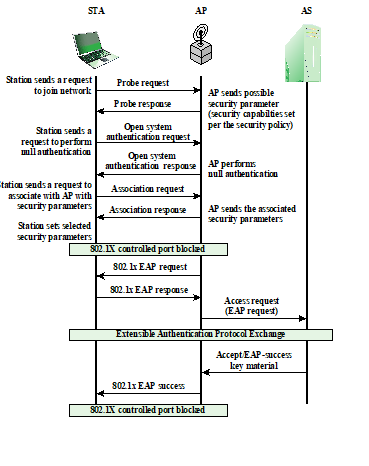 STA
AP
AS
Station sends a request
to join network
Probe request
AP sends possible
security parameter
(security capabilties set
per the security policy)
Probe response
Station sends a
request to perform
null authentication
Open system
authentication request
Open system
authentication response
AP performs
null authentication
Station sends a request to
associate with AP with
security parameters
Association request
Association response
AP sends the associated
security parameters
Station sets selected
security parameters
802.1X controlled port blocked
802.1x EAP request
802.1x EAP response
Access request
(EAP request)
Extensible Authentication Protocol Exchange
Accept/EAP-success
key material
802.1x EAP success
802.1X controlled port blocked